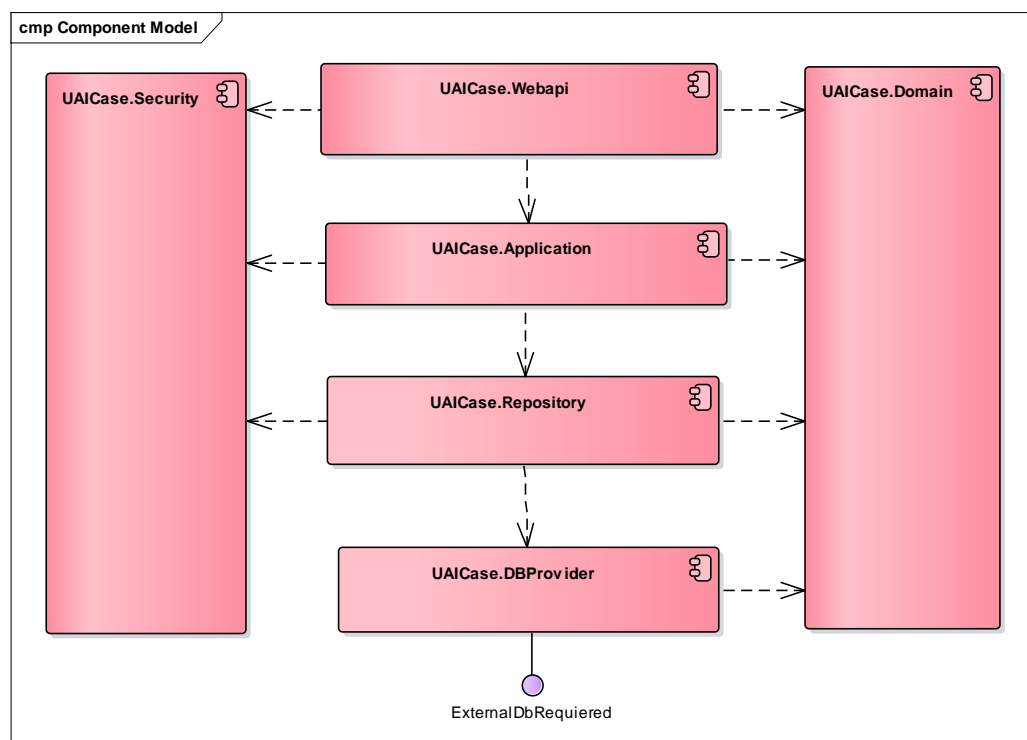 cmp Component Model
UAICase.Security
UAICase.Webapi
UAICase.Domain
UAICase.Application
UAICase.Repository
UAICase.DBProvider
ExternalDbRequiered